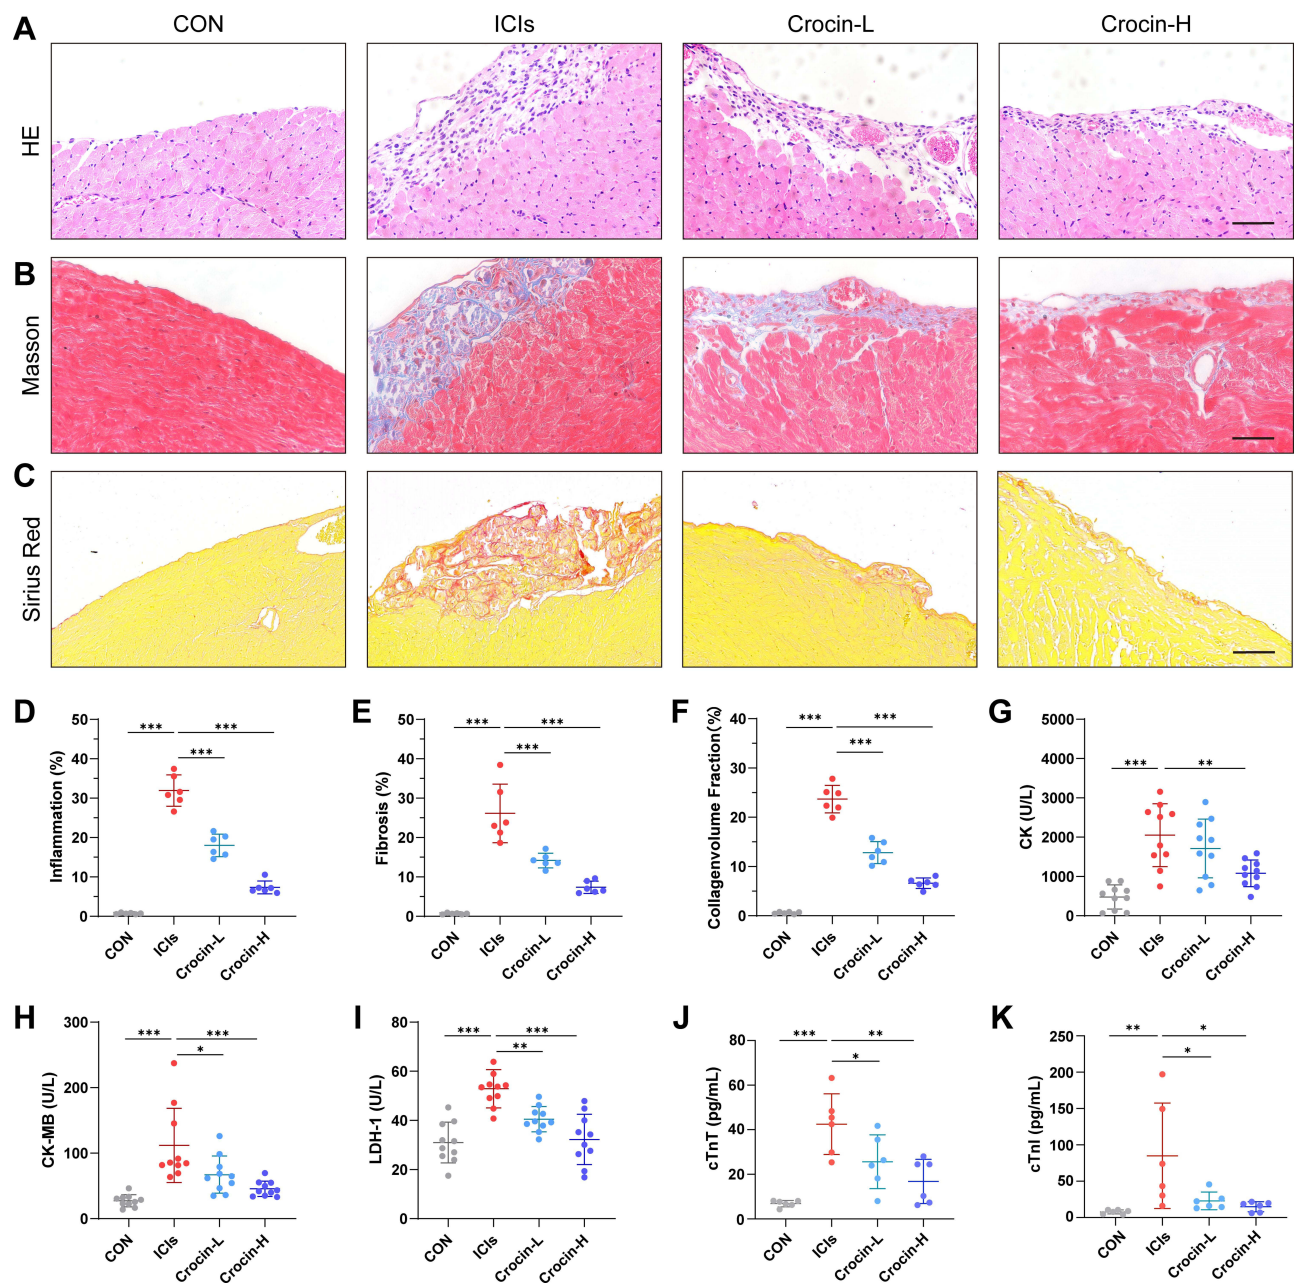 A CON ICIs Crocin-L Crocin-H
HE
B
Masson
C
Sirius Red
D
Inflammation (%)
50
40
30
20
10
0
*** ***
***
CON ICIs Crocin-L Crocin-H
E
Fibrosis (%)
50
40
30
20
10
0
*** ***
***
CON ICIs Crocin-L Crocin-H
F
Collagenvolume Fraction(%)
40
30
20
10
0
*** ***
***
CON ICIs Crocin-L Crocin-H
G
CK (U/L)
5000
4000
3000
2000
1000
0
*** **
CON ICIs Crocin-L Crocin-H
H
CK-MB (U/L)
300
200
100
0
*** ***
*
CON ICIs Crocin-L Crocin-H
I
LDH-1 (U/L)
80
60
40
20
0
*** ***
**
CON ICIs Crocin-L Crocin-H
J
cTnT (pg/mL)
80
60
40
20
0
*** **
*
CON ICIs Crocin-L Crocin-H
K
cTnI (pg/mL)
250
200
150
100
50
0
** *
*
CON ICIs Crocin-L Crocin-H